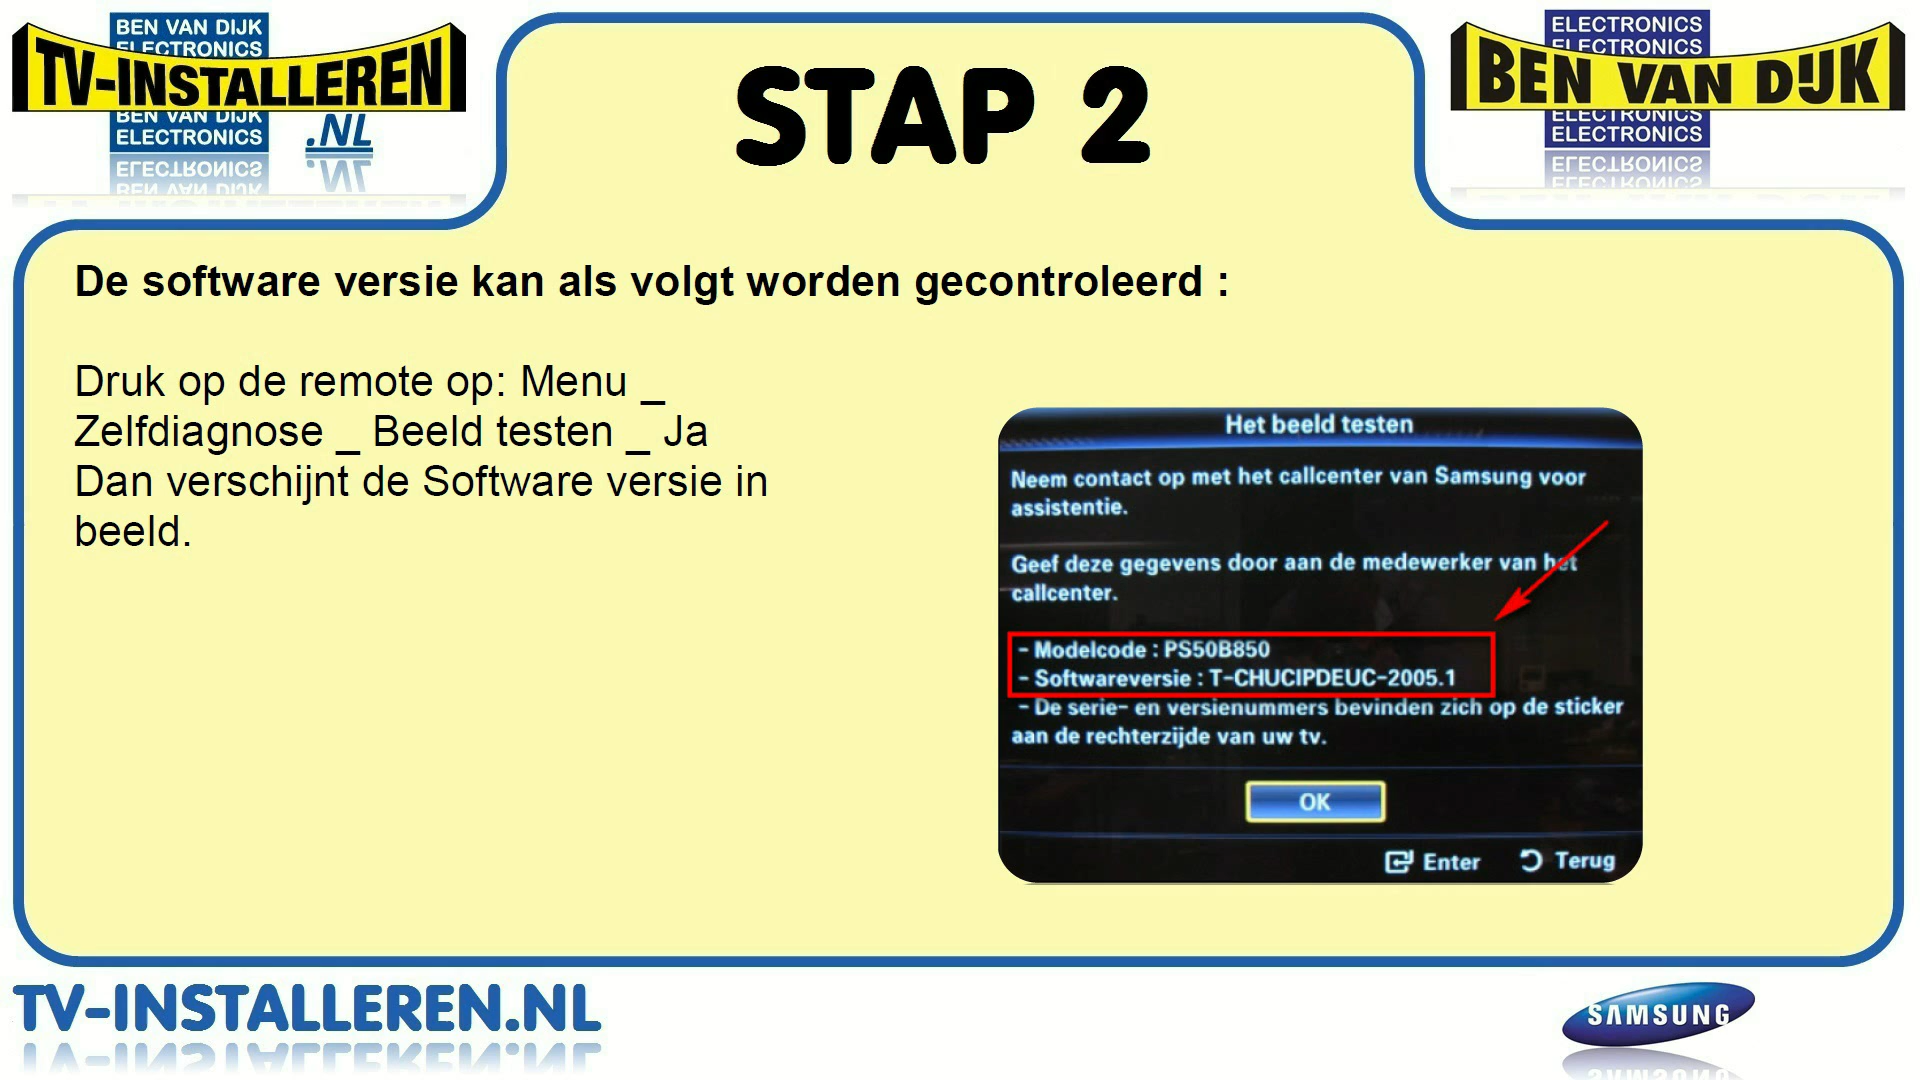 BEN VAN DIJK
ELECTRONICS
TV-INSTALLEREN
BEN VAN DIJK
ELECTRONICS
.NL
STAP 2
ELECTRONICS
ELECTRONICS
BEN VAN DIJK
ELECTRONICS
ELECTRONICS
De software versie kan als volgt worden gecontroleerd :
Druk op de remote op: Menu _
Zelfdiagnose _ Beeld testen _ Ja
Dan verschijnt de Software versie in
beeld.
Het beeld testen
Neem contact op met het callcenter van Samsung voor
assistentie.
Geef deze gegevens door aan de medewerker van het
callcenter.
- Modelcode : PS50B850
- Softwareversie : T-CHUCIPDEUC-2005.1
- De serie- en versienummers bevinden zich op de sticker
aan de rechterzijde van uw tv.
OK
Enter Terug
TV-INSTALLEREN.NL
SAMSUNG